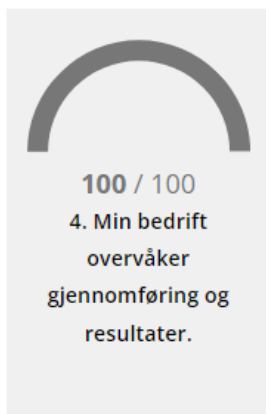 100 / 100
4. Min bedrift
overvåker
gjennomføring og
resultater.